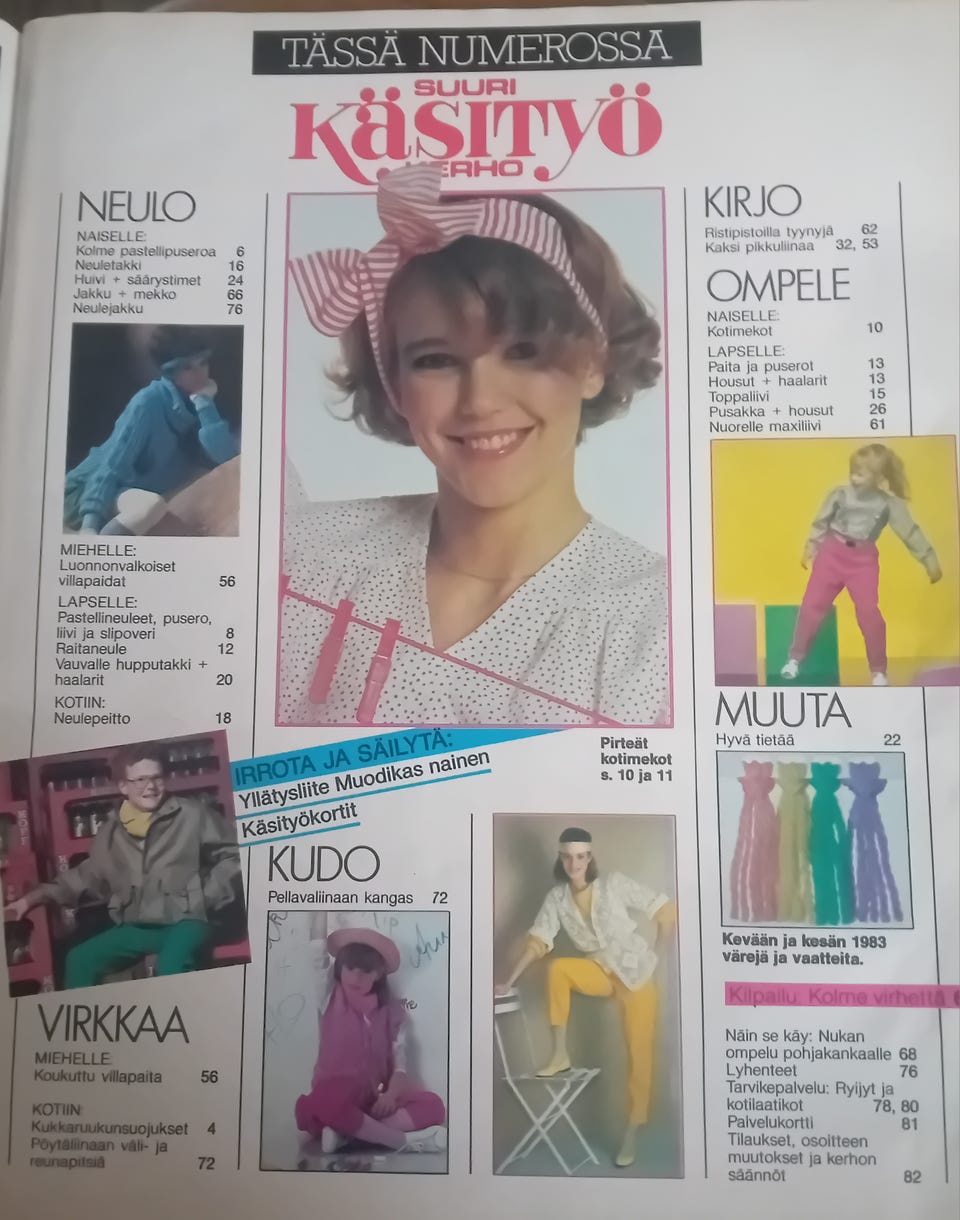 TÄSSÄ NUMEROSSA
SUURI
KÄSITYÖ
KERHO
NEULO
NAISELLE:
Kolme pastellipuseroa 6
Neuletakki 16
Huivi + säärystimet 24
Jakku + mekko 66
Neulejakku 76
MIEHELLE:
Luonnonvalkoiset
villapaidat 56
LAPSELLE:
Pastellineuleet, pusero,
liivi ja slipoveri 8
Raitaneule 12
Vauvalle hupputakki +
haalarit 20
KOTIIN:
Neulepeitto 18
VIRKKAA
MIEHELLE:
Koukuttu villapaita 56
KOTIIN:
Kukkaruukunsuojukset 4
Pöytäliinaan väli- ja
reunapitsiä 72
IRROTA JA SÄILYTÄ:
Yllätysliite Muodikas nainen
Käsityökortit
Pirteät
kotimekot
s. 10 ja 11
KUDO
Pellavaliinaan kangas 72
KIRJO
Ristipistoilla tyynyjä 62
Kaksi pikkuliinaa 32, 53
OMPELE
NAISELLE:
Kotimekot 10
LAPSELLE:
Paita ja puserot 13
Housut + haalarit 13
Toppaliivi 15
Pusakka + housut 26
Nuorelle maxiliivi 61
MUUTA
Hyvä tietää 22
Kevään ja kesän 1983
värejä ja vaatteita.
Kilpailu: Kolme virhettä 6
Näin se käy: Nukan
ompelu pohjakankaalle 68
Lyhenteet 76
Tarvikepalvelu: Ryijyt ja
kotilaatikot 78, 80
Palvelukortti 81
Tilaukset, osoitteen
muutokset ja kerhon
säännöt 82